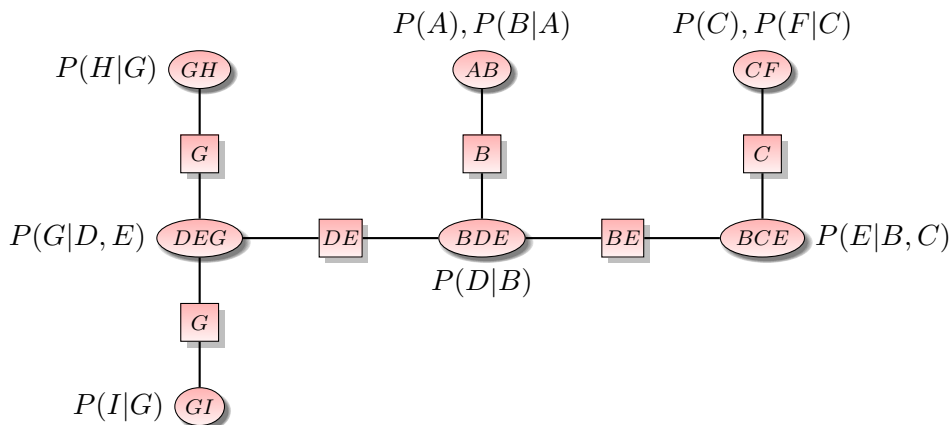 P(A), P(B|A) P(C), P(F|C)
P(H|G) GH AB CF
G B C
P(G|D, E) DEG DE BDE BE BCE P(E|B, C)
P(D|B)
G
P(I|G) GI